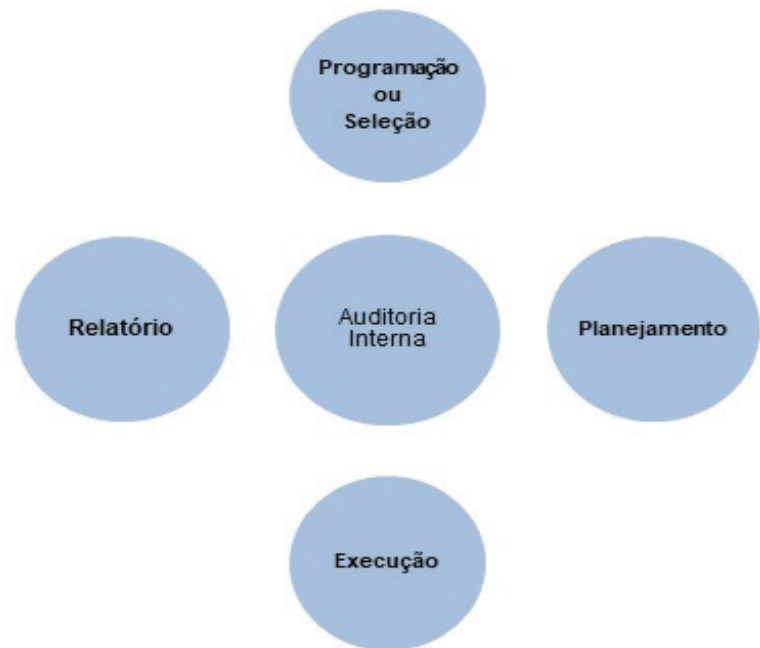 Programação
ou
Seleção
Relatório
Auditoria
Interna
Planejamento
Execução